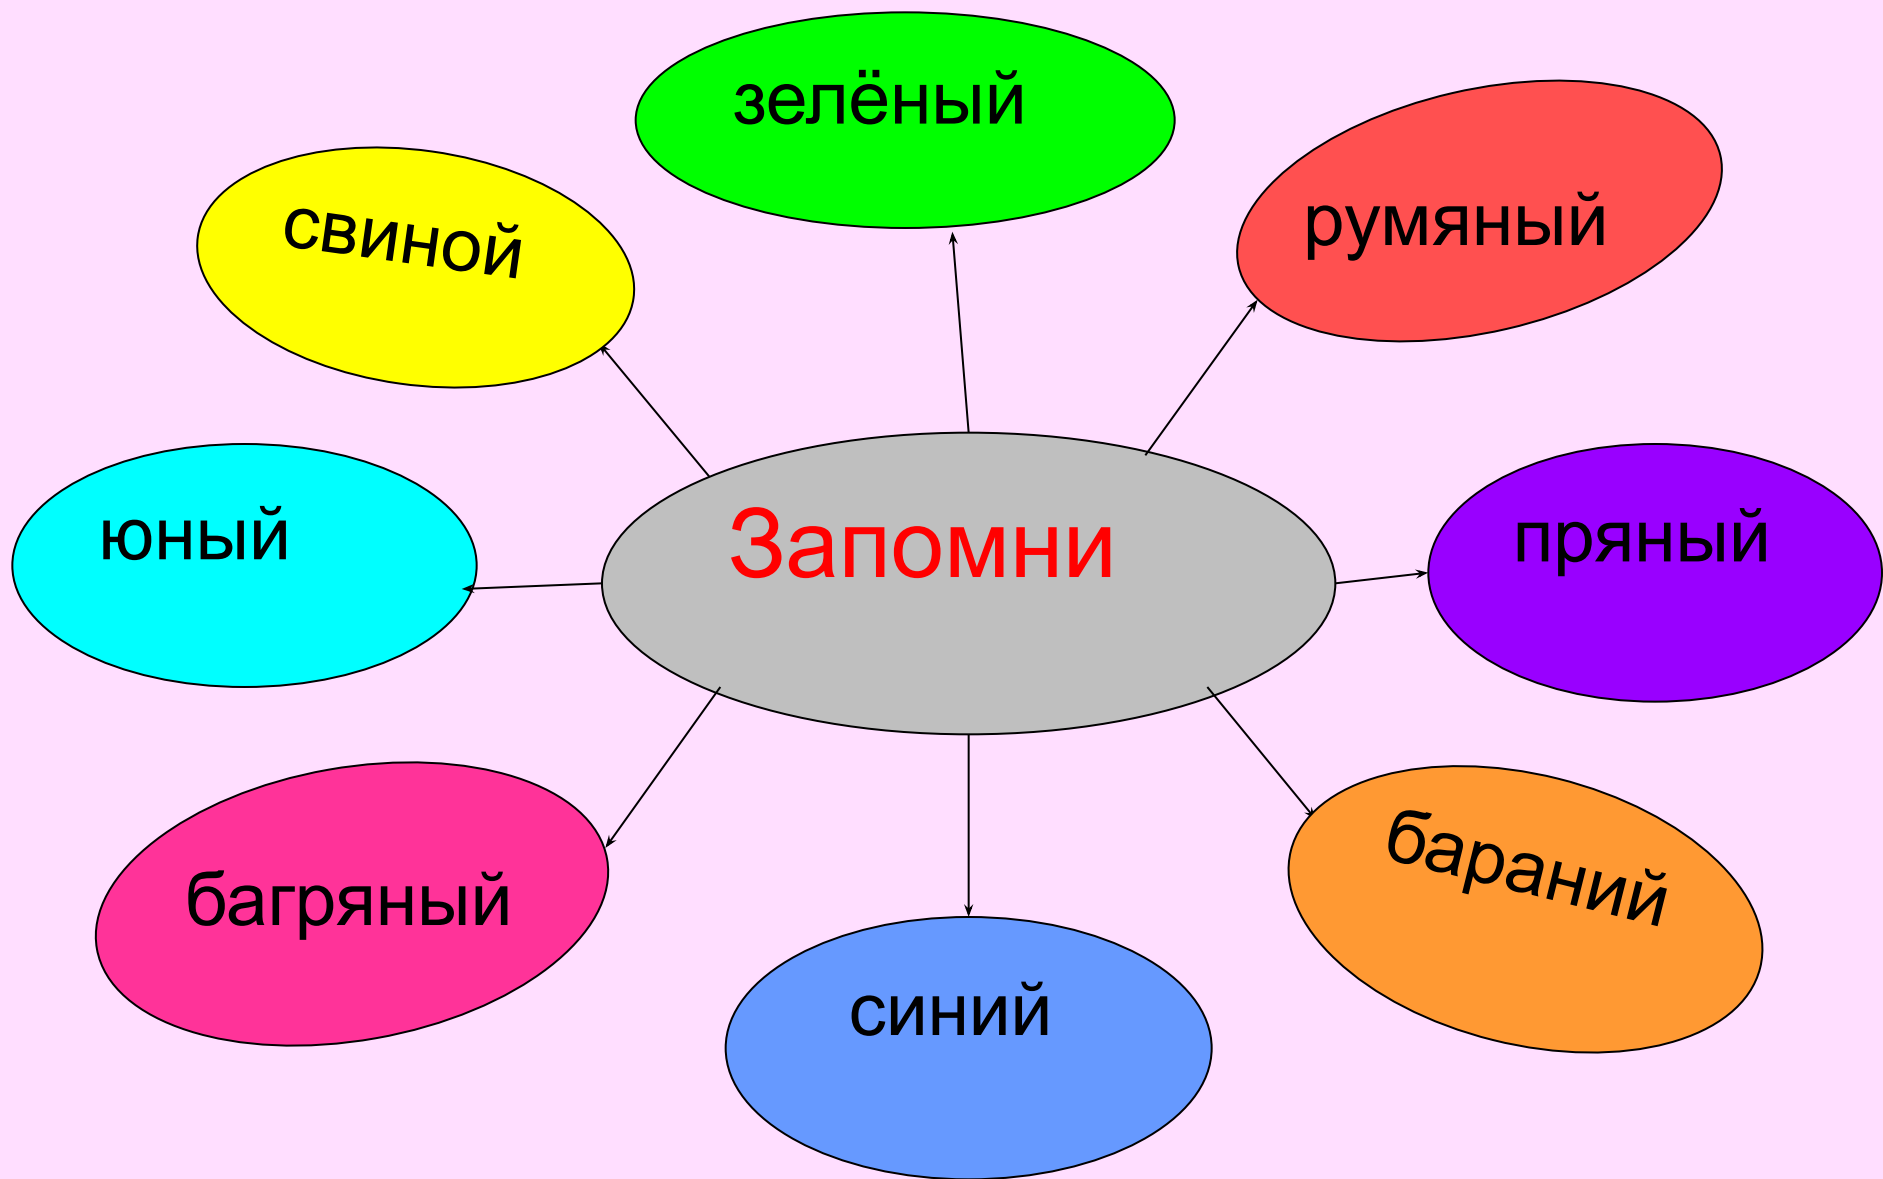 зелёный
румяный
свиной
Запомни
юный
пряный
багряный
бараний
синий